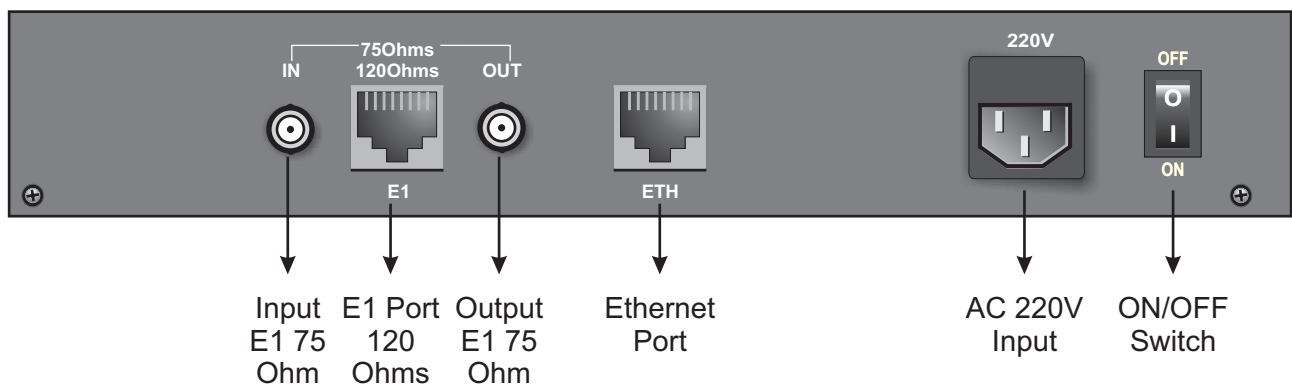 75Ohms
IN 120Ohms OUT
220V
OFF
O
I
ON
E1
ETH
Input
E1 75
Ohm
E1 Port
120
Ohms
Output
E1 75
Ohm
Ethernet
Port
AC 220V
Input
ON/OFF
Switch